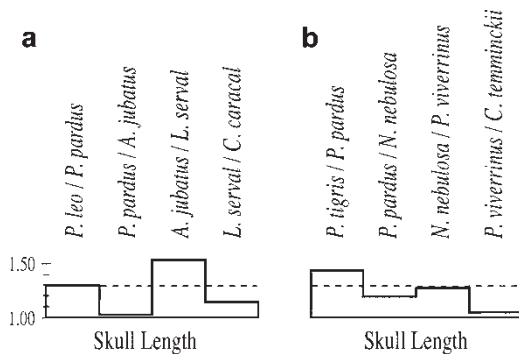 a
P. leo / P. pardus
P. pardus / A. jubatus
A. jubatus / L. serval
L. serval / C. caracal
1.50
1.00
Skull Length
b
P. tigris / P. pardus
P. pardus / N. nebulosa
N. nebulosa / P. viverrinus
P. viverrinus / C. temminckii
Skull Length